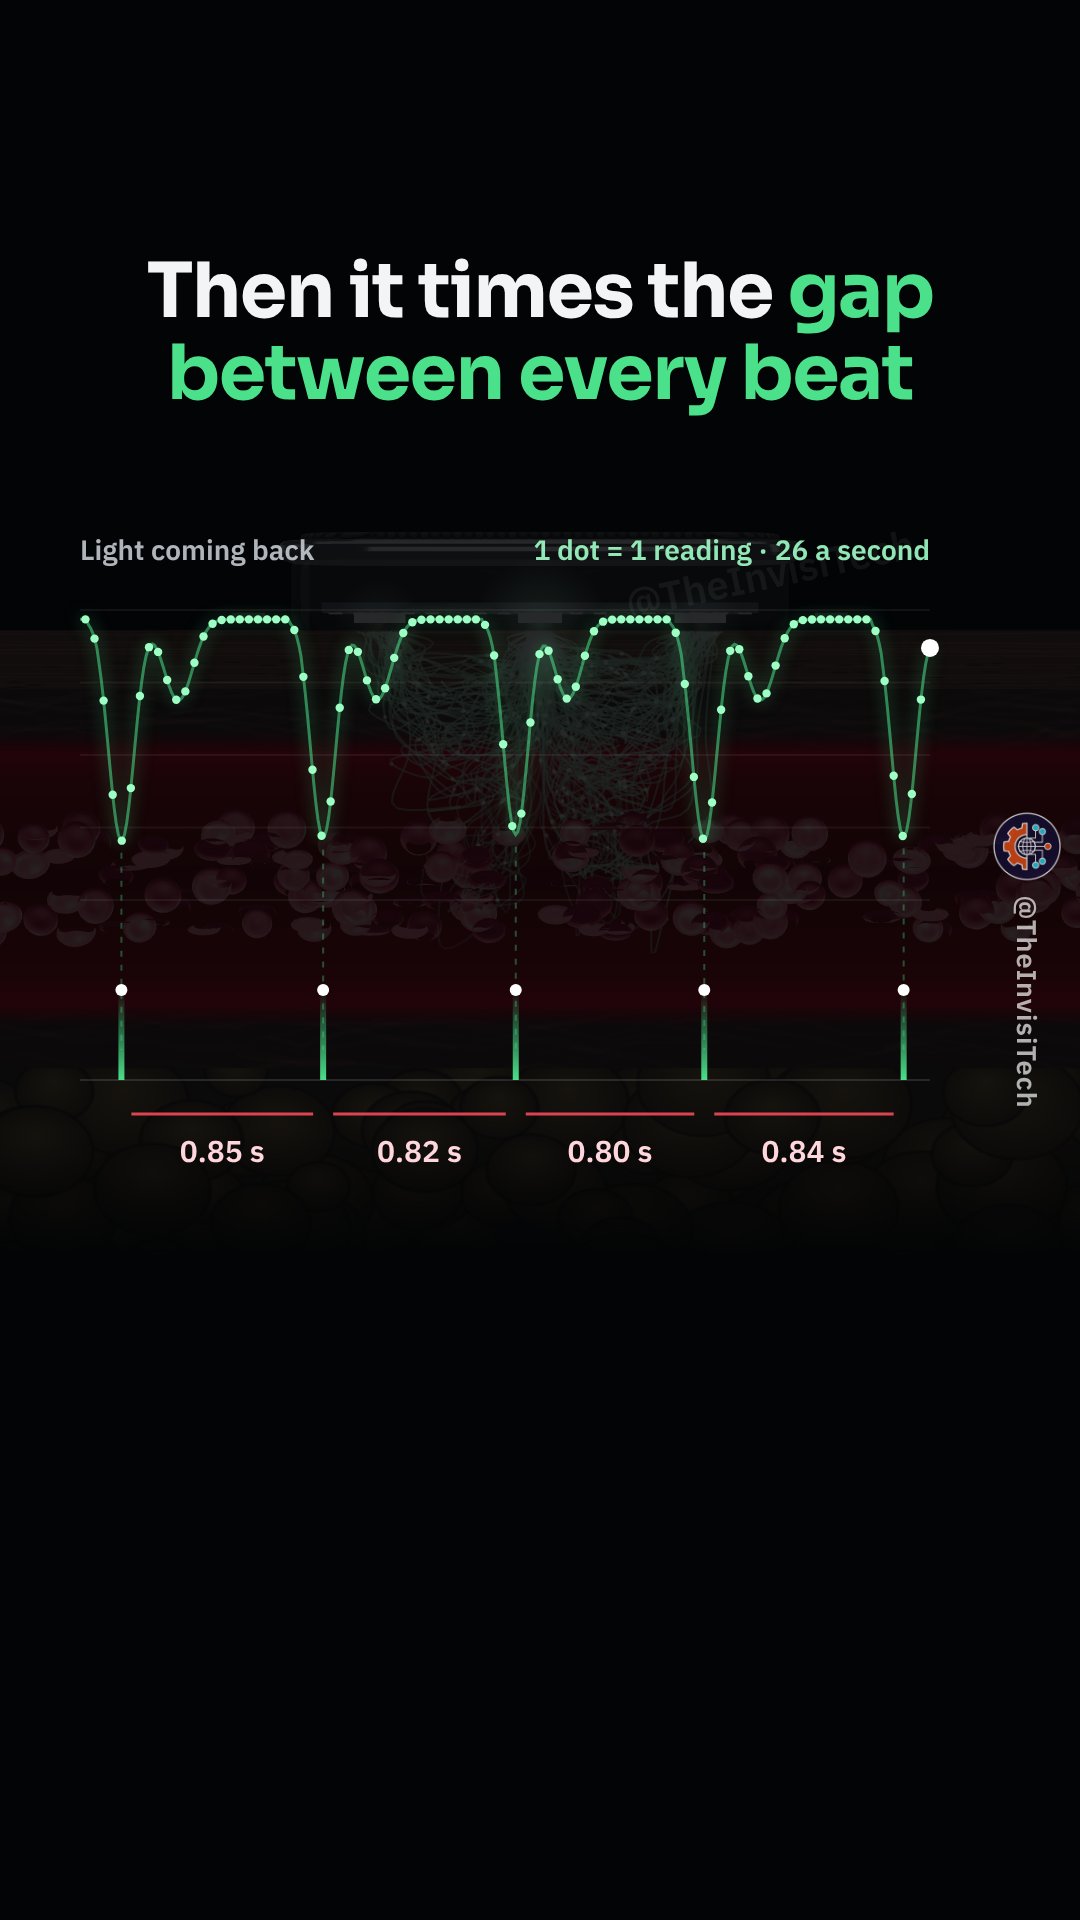 Then it times the gap
between every beat
Light coming back
1 dot = 1 reading · 26 a second
@TheInvisiTech
0.85 s
0.82 s
0.80 s
0.84 s
@TheInvisiTech